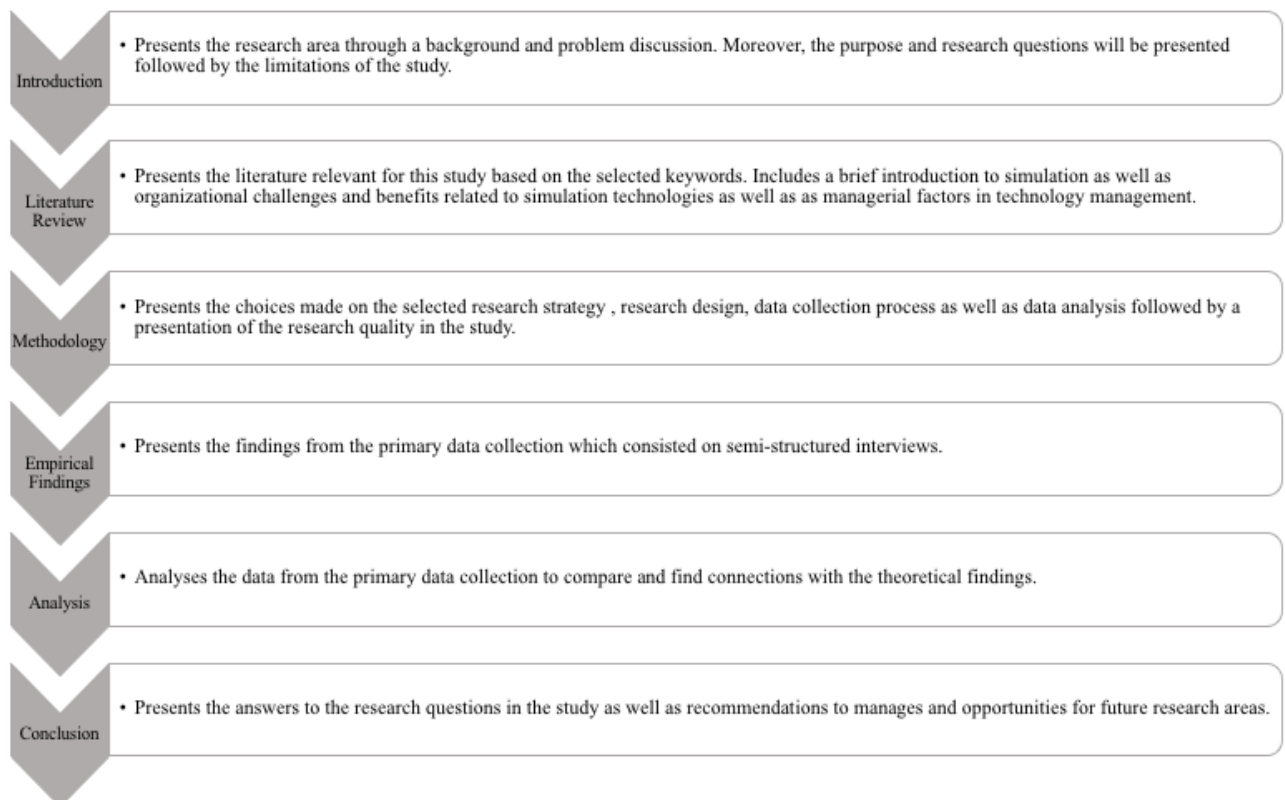 Introduction
• Presents the research area through a background and problem discussion. Moreover, the purpose and research questions will be presented
followed by the limitations of the study.
Literature
Review
• Presents the literature relevant for this study based on the selected keywords. Includes a brief introduction to simulation as well as
organizational challenges and benefits related to simulation technologies as well as as managerial factors in technology management.
Methodology
• Presents the choices made on the selected research strategy , research design, data collection process as well as data analysis followed by a
presentation of the research quality in the study.
Empirical
Findings
• Presents the findings from the primary data collection which consisted on semi-structured interviews.
Analysis
• Analyses the data from the primary data collection to compare and find connections with the theoretical findings.
Conclusion
• Presents the answers to the research questions in the study as well as recommendations to manages and opportunities for future research areas.